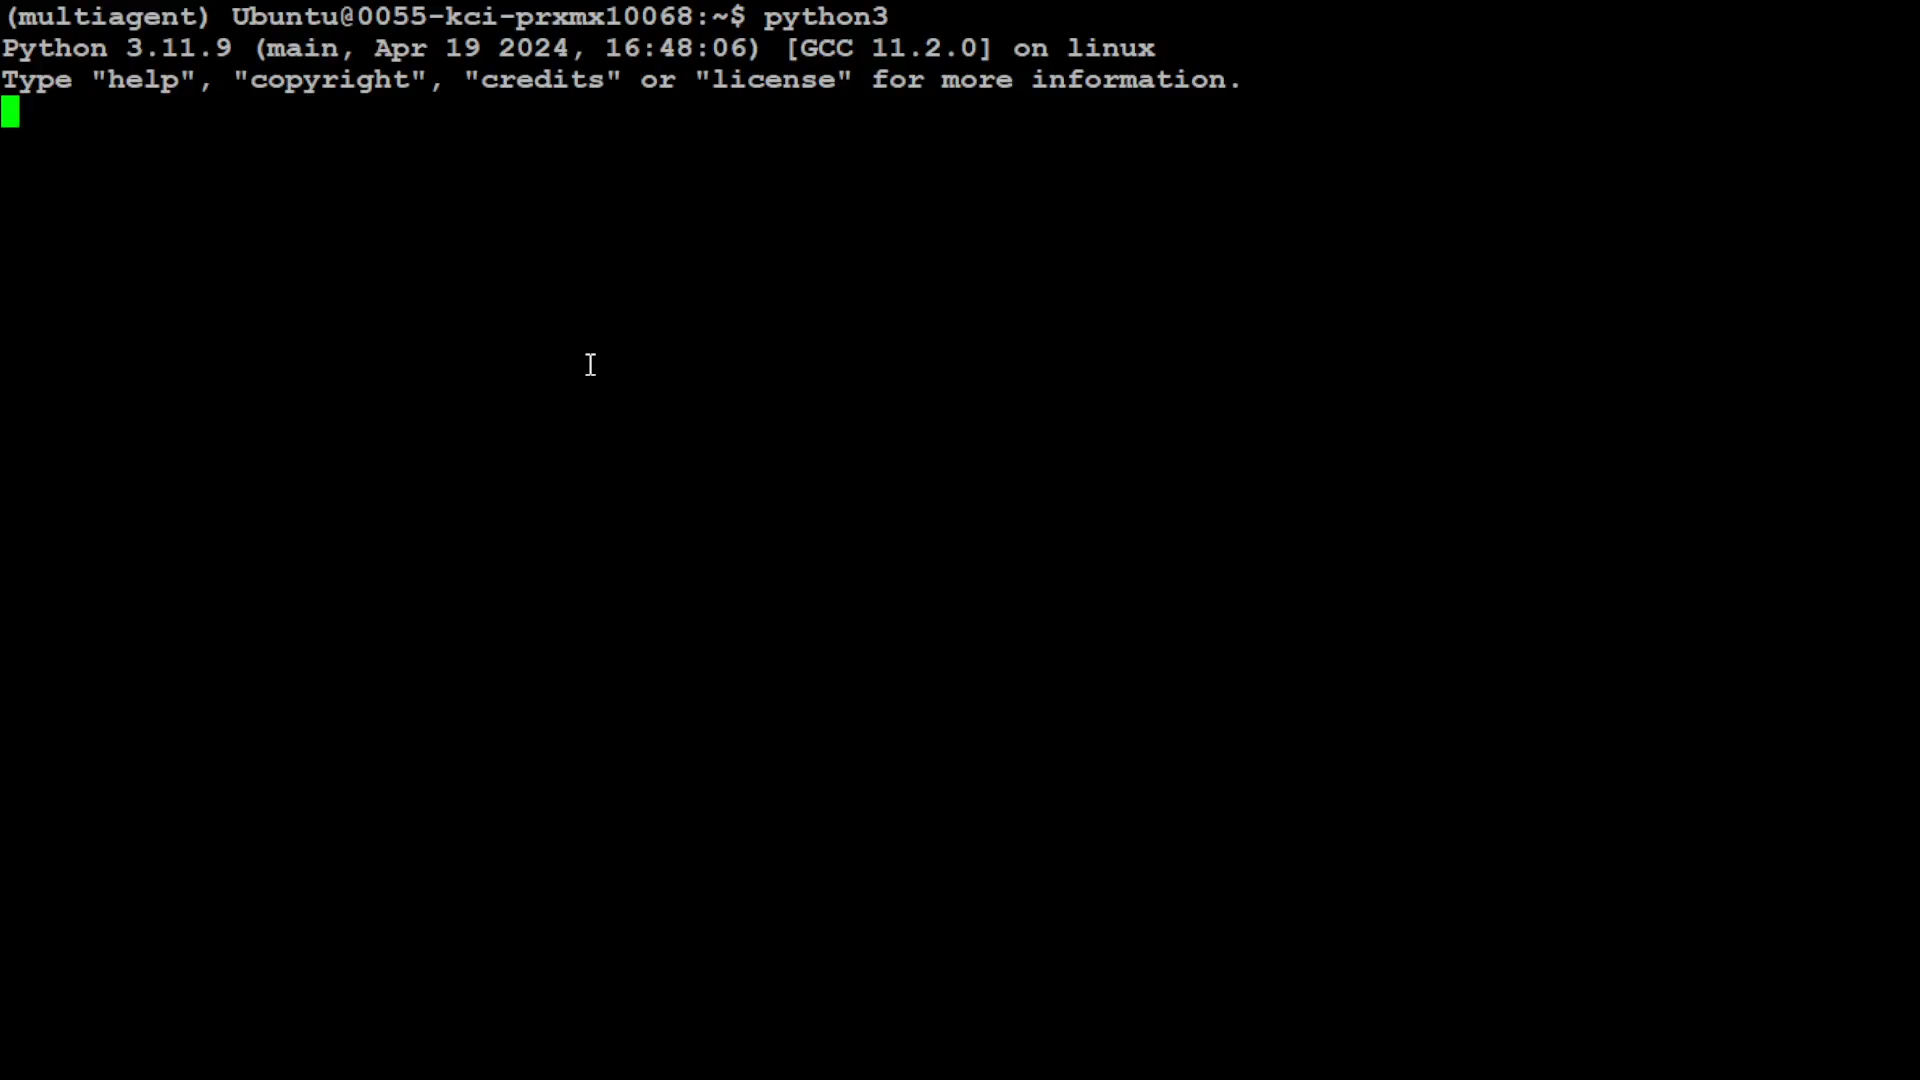 (multiagent) Ubuntu@0055-kci-prxmx10068:~$ python3
Python 3.11.9 (main, Apr 19 2024, 16:48:06) [GCC 11.2.0] on linux
Type "help", "copyright", "credits" or "license" for more information.